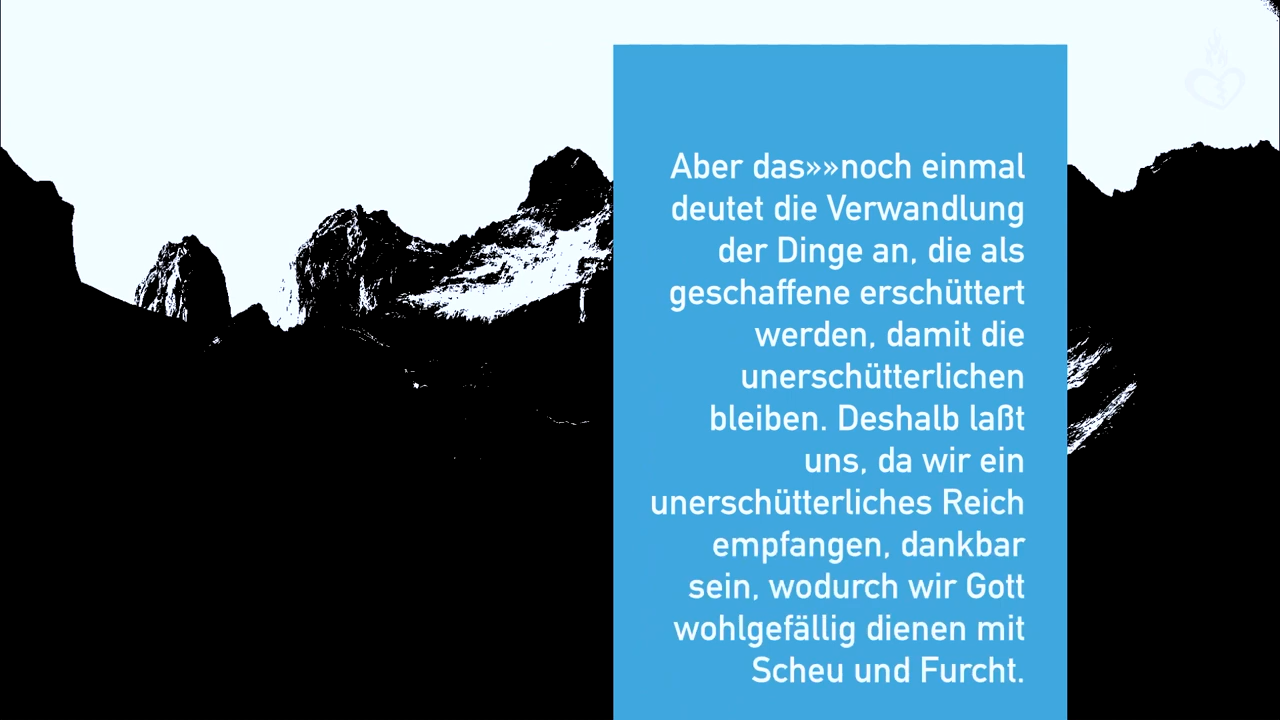 Aber das»»noch einmal
deutet die Verwandlung
der Dinge an, die als
geschaffene erschüttert
werden, damit die
unerschütterlichen
bleiben. Deshalb laßt
uns, da wir ein
unerschütterliches Reich
empfangen, dankbar
sein, wodurch wir Gott
wohlgefällig dienen mit
Scheu und Furcht.